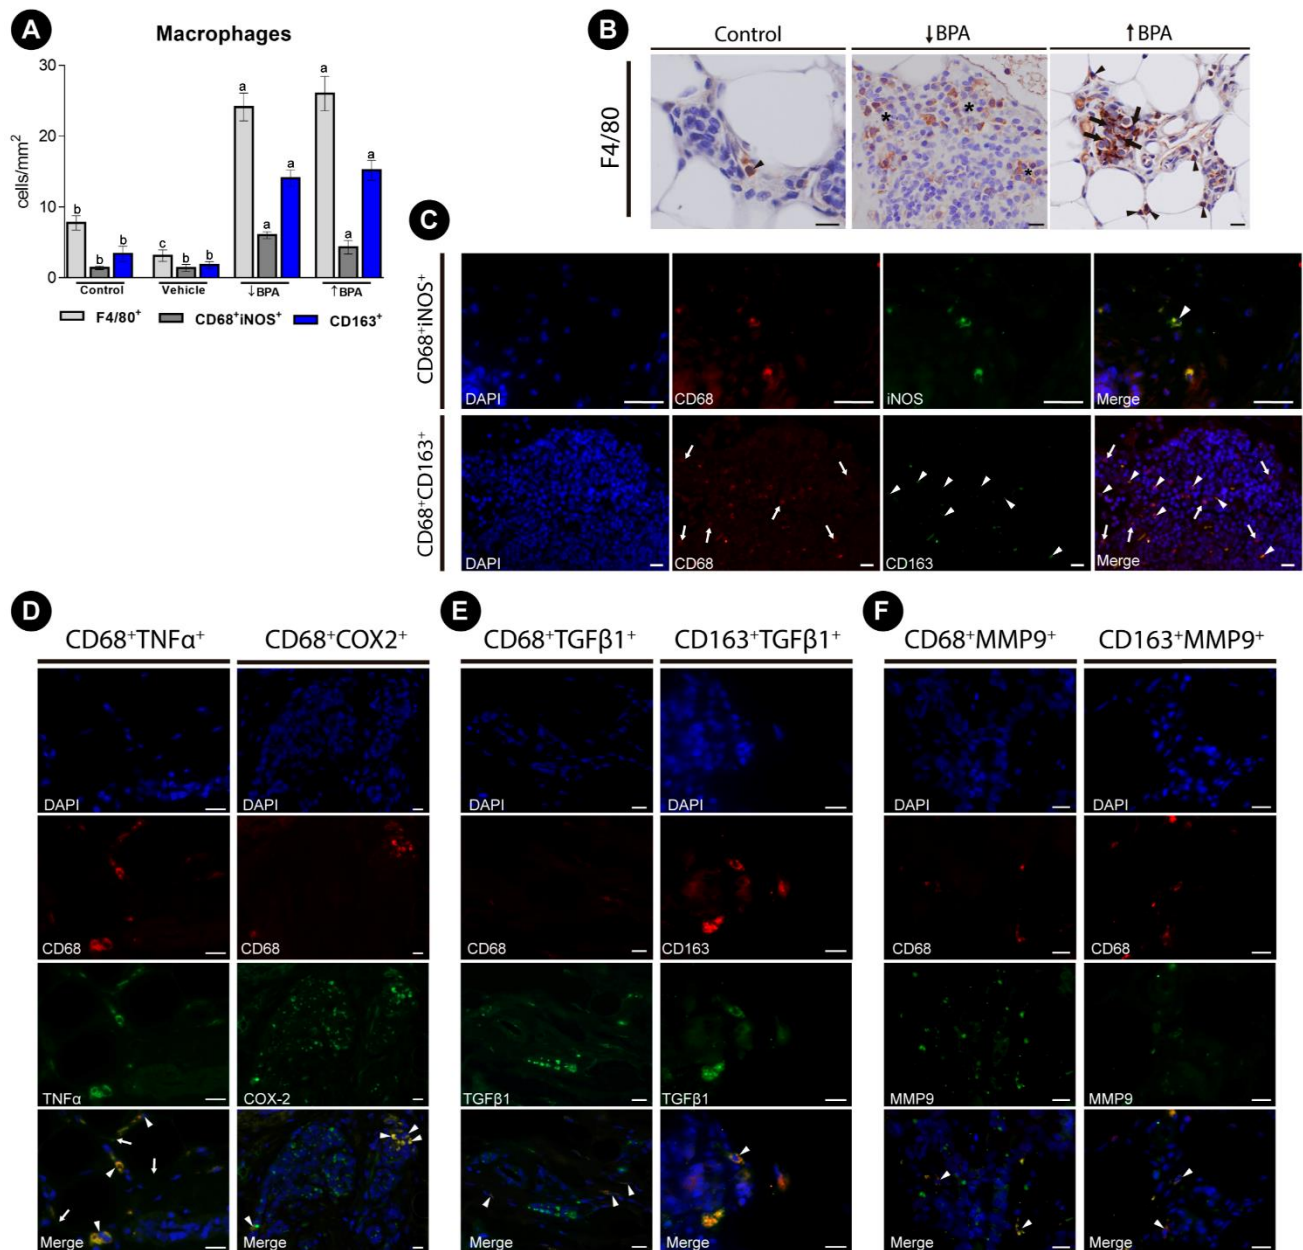 A
Macrophages
cells/mm²
30
20
10
0
b
b
b
c
b
b
a
a
a
a
a
a
Control
Vehicle
↓BPA
↑BPA
F4/80⁺
CD68⁺iNOS⁺
CD163⁺
B
Control
↓BPA
↑BPA
F4/80
*
*
*
C
CD68⁺iNOS⁺
DAPI
CD68
iNOS
Merge
CD68⁺CD163⁺
DAPI
CD68
CD163
Merge
D
CD68⁺TNFα⁺
CD68⁺COX2⁺
DAPI
DAPI
CD68
CD68
TNFα
COX-2
Merge
Merge
E
CD68⁺TGFβ1⁺
CD163⁺TGFβ1⁺
DAPI
DAPI
CD68
CD163
TGFβ1
TGFβ1
Merge
Merge
F
CD68⁺MMP9⁺
CD163⁺MMP9⁺
DAPI
DAPI
CD68
CD68
MMP9
MMP9
Merge
Merge